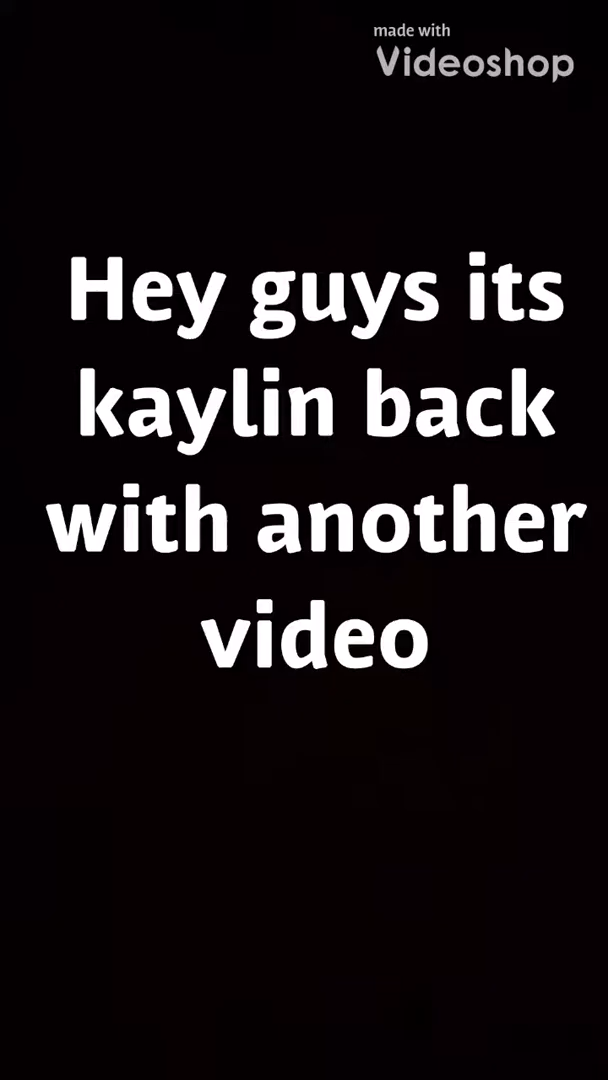 made with
Videoshop
Hey guys its
kaylin back
with another
video